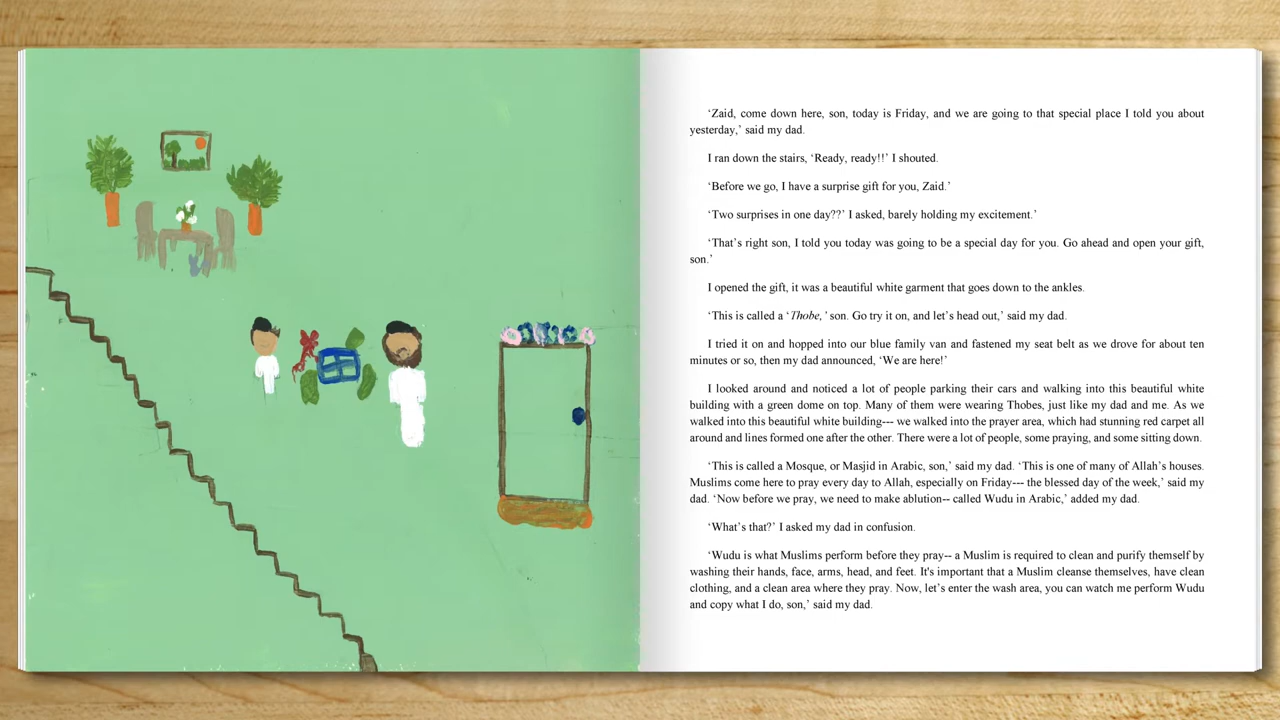 ‘Zaid, come down here, son, today is Friday, and we are going to that special place I told you about
yesterday,’ said my dad.
I ran down the stairs, ‘Ready, ready!!’ I shouted.
‘Before we go, I have a surprise gift for you, Zaid.’
‘Two surprises in one day??’ I asked, barely holding my excitement.’
‘That’s right son, I told you today was going to be a special day for you. Go ahead and open your gift,
son.’
I opened the gift, it was a beautiful white garment that goes down to the ankles.
‘This is called a ‘Thobe,’ son. Go try it on, and let’s head out,’ said my dad.
I tried it on and hopped into our blue family van and fastened my seat belt as we drove for about ten
minutes or so, then my dad announced, ‘We are here!’
I looked around and noticed a lot of people parking their cars and walking into this beautiful white
building with a green dome on top. Many of them were wearing Thobes, just like my dad and me. As we
walked into this beautiful white building--- we walked into the prayer area, which had stunning red carpet all
around and lines formed one after the other. There were a lot of people, some praying, and some sitting down.
‘This is called a Mosque, or Masjid in Arabic, son,’ said my dad. ‘This is one of many of Allah’s houses.
Muslims come here to pray every day to Allah, especially on Friday--- the blessed day of the week,’ said my
dad. ‘Now before we pray, we need to make ablution-- called Wudu in Arabic,’ added my dad.
‘What’s that?’ I asked my dad in confusion.
‘Wudu is what Muslims perform before they pray-- a Muslim is required to clean and purify themself by
washing their hands, face, arms, head, and feet. It's important that a Muslim cleanse themselves, have clean
clothing, and a clean area where they pray. Now, let’s enter the wash area, you can watch me perform Wudu
and copy what I do, son,’ said my dad.